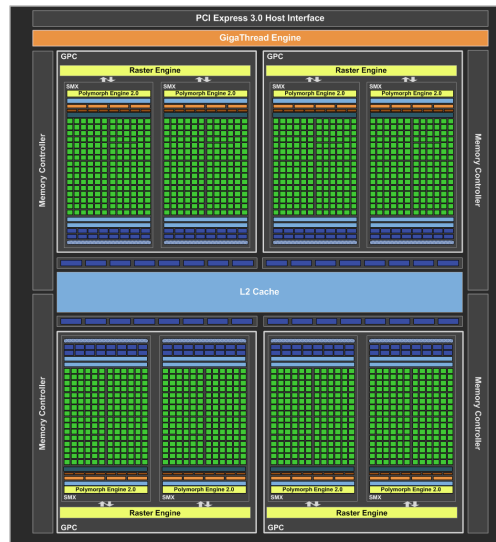 PCI Express 3.0 Host Interface
GigaThread Engine
Memory Controller
GPC
Raster Engine
SMX
Polymorph Engine 2.0
Polymorph Engine 2.0
GPC
Raster Engine
SMX
Polymorph Engine 2.0
Polymorph Engine 2.0
Memory Controller
L2 Cache
Memory Controller
Polymorph Engine 2.0
SMX
Polymorph Engine 2.0
SMX
Raster Engine
GPC
Polymorph Engine 2.0
SMX
Polymorph Engine 2.0
SMX
Raster Engine
GPC
Memory Controller